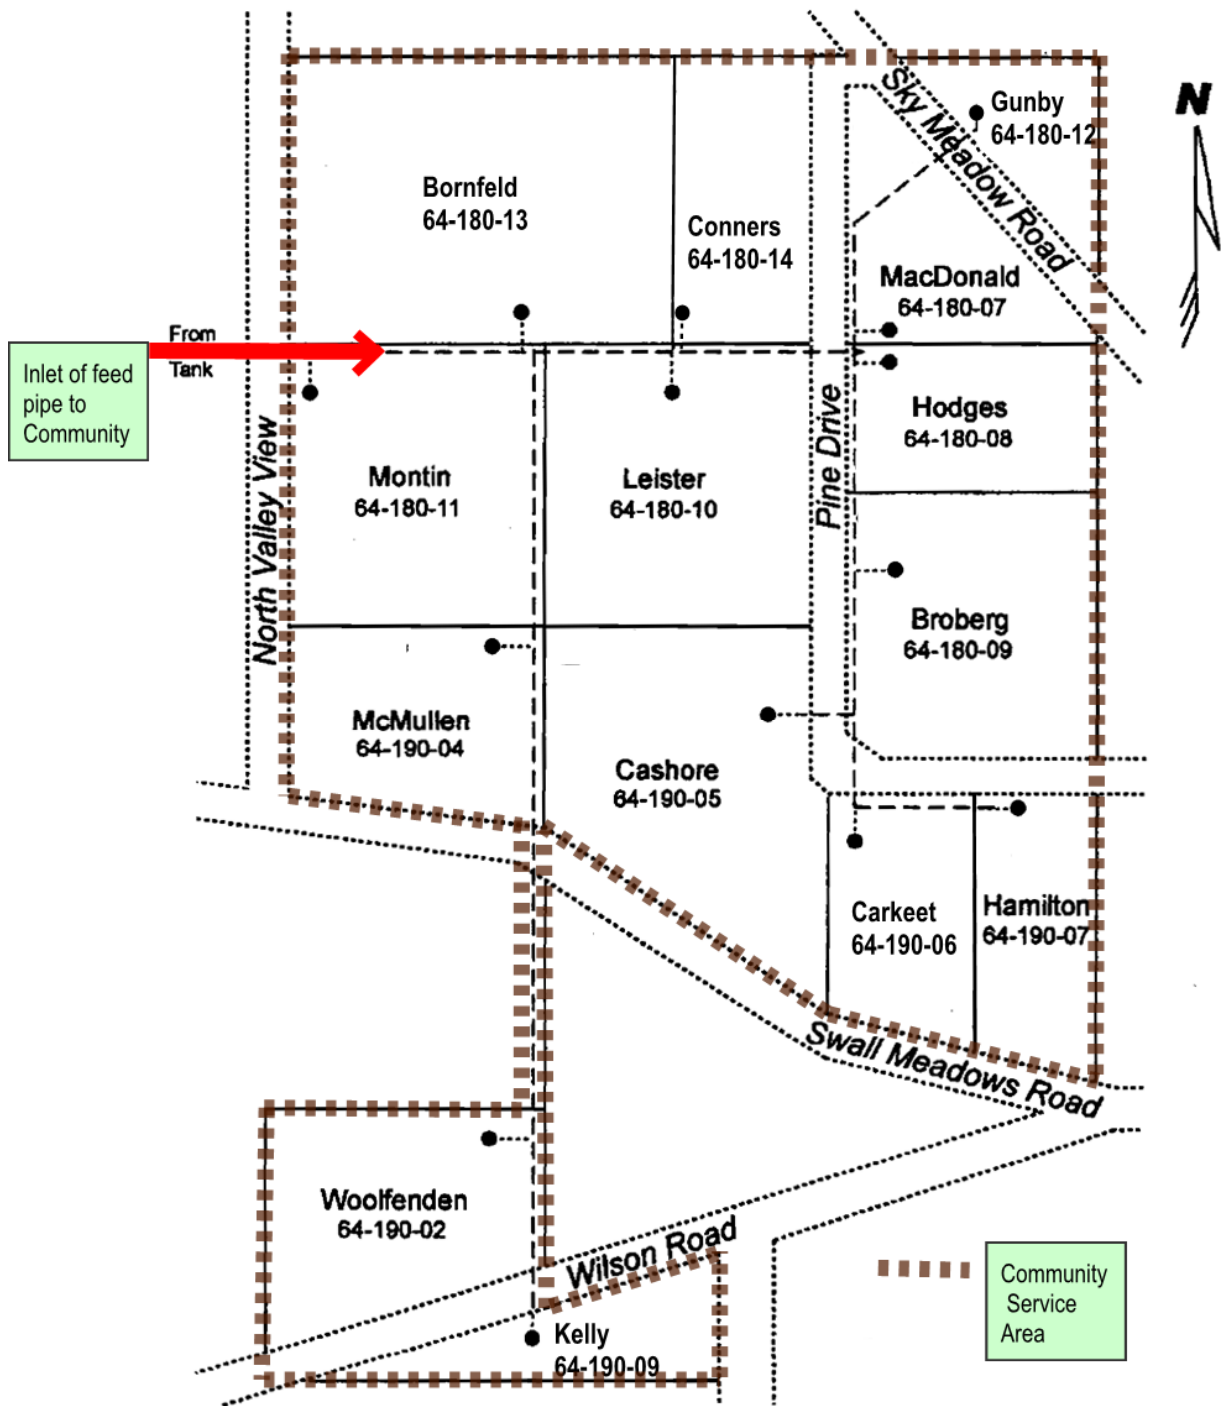 Sky Meadow Road
Gunby
64-180-12
N
Bornfeld
64-180-13
Conners
64-180-14
MacDonald
64-180-07
From
Tank
Inlet of feed
pipe to
Community
Hodges
64-180-08
Pine Drive
North Valley View
Montin
64-180-11
Leister
64-180-10
Broberg
64-180-09
McMullen
64-190-04
Cashore
64-190-05
Carkeet
64-190-06
Hamilton
64-190-07
Swall Meadows Road
Woolfenden
64-190-02
Wilson Road
Kelly
64-190-09
Community
Service
Area